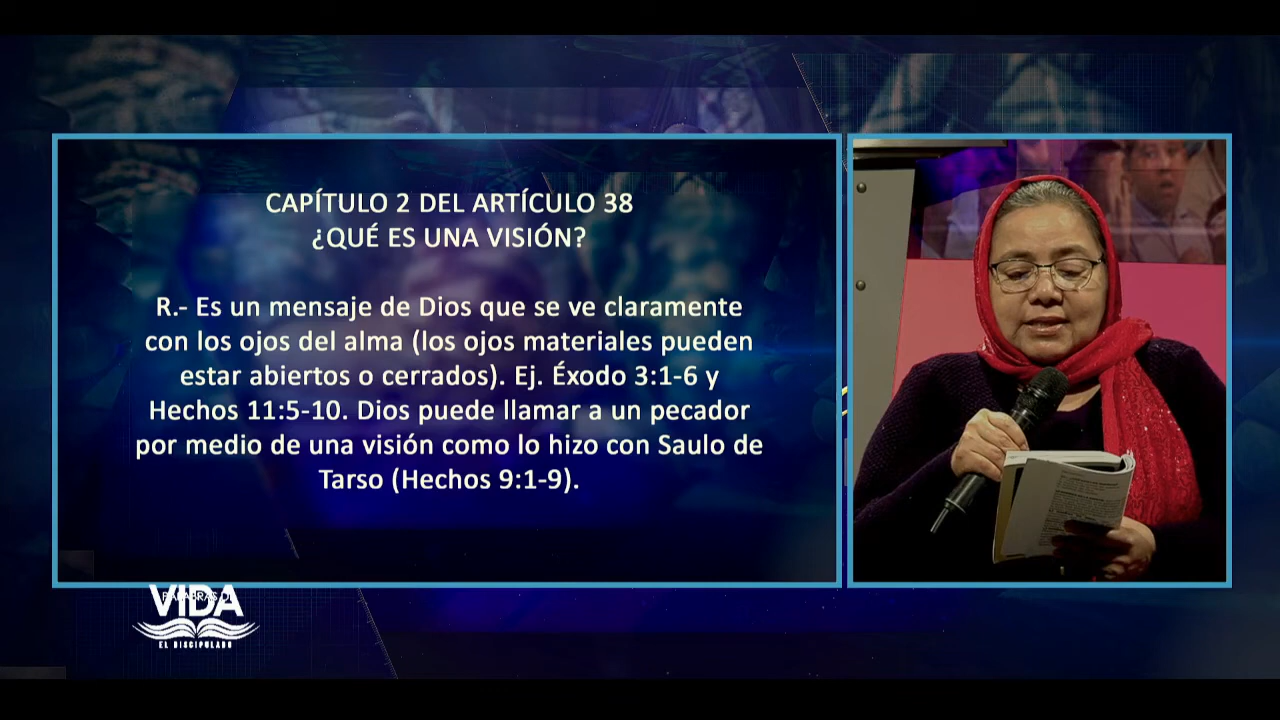 CAPÍTULO 2 DEL ARTÍCULO 38
¿QUÉ ES UNA VISIÓN?
R.- Es un mensaje de Dios que se ve claramente
con los ojos del alma (los ojos materiales pueden
estar abiertos o cerrados). Ej. Éxodo 3:1-6 y
Hechos 11:5-10. Dios puede llamar a un pecador
por medio de una visión como lo hizo con Saulo de
Tarso (Hechos 9:1-9).
PALABRAS DE
VIDA
EL DISCIPULADO